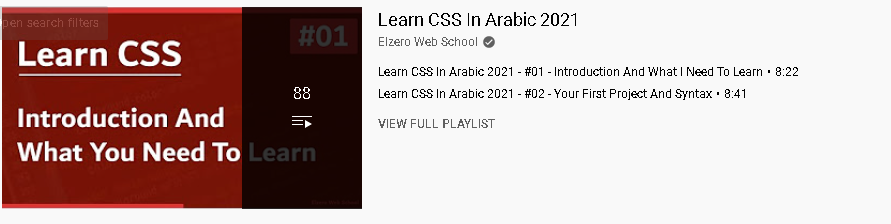 pen search filters
#01
Learn CSS
Introduction And
What You Need To Learn
88
Learn CSS In Arabic 2021
Elzero Web School
Learn CSS In Arabic 2021 - #01 - Introduction And What I Need To Learn • 8:22
Learn CSS In Arabic 2021 - #02 - Your First Project And Syntax • 8:41
VIEW FULL PLAYLIST